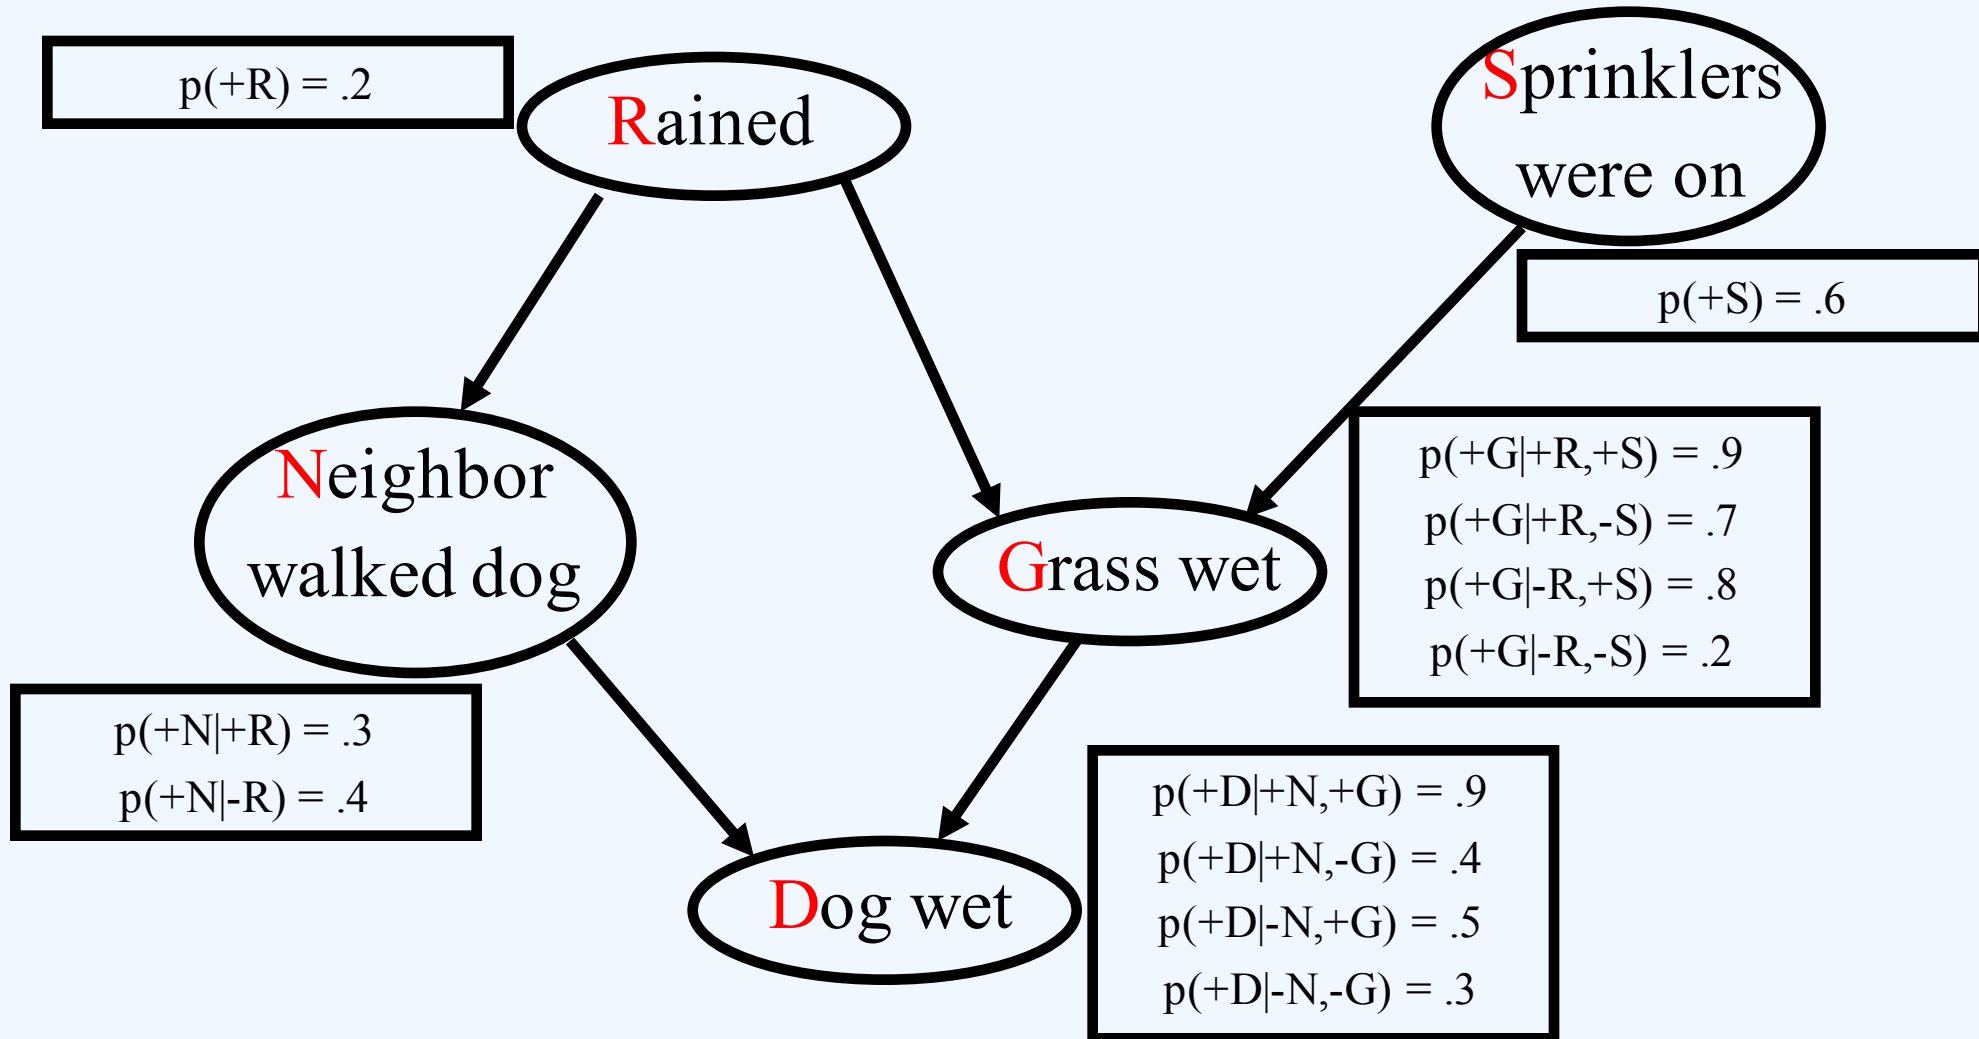 p(+R) = .2
Rained
Sprinklers
were on
p(+S) = .6
Neighbor
walked dog
Grass wet
p(+G|+R,+S) = .9
p(+G|+R,-S) = .7
p(+G|-R,+S) = .8
p(+G|-R,-S) = .2
p(+N|+R) = .3
p(+N|-R) = .4
Dog wet
p(+D|+N,+G) = .9
p(+D|+N,-G) = .4
p(+D|-N,+G) = .5
p(+D|-N,-G) = .3